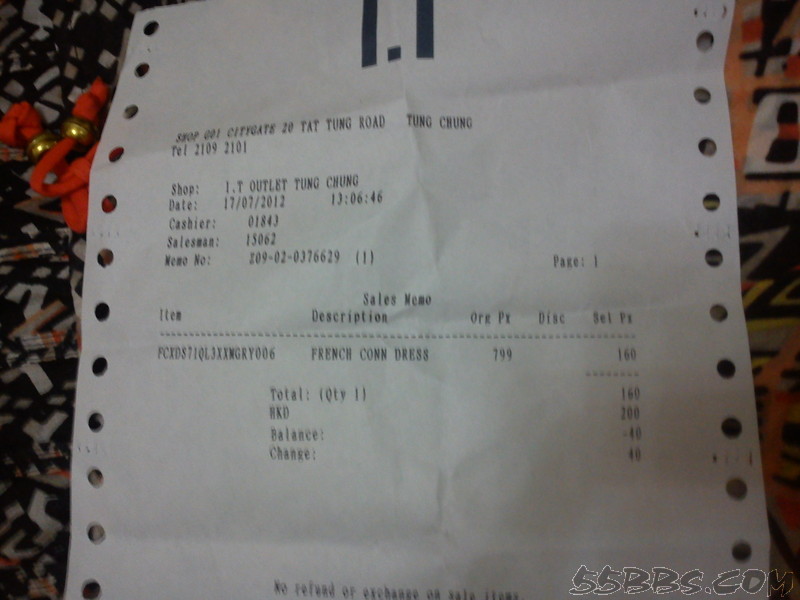 I.T
SHOP G01 CITYGATE 20 TAT TUNG ROAD TUNG CHUNG
Tel 2109 2101
Shop: I.T OUTLET TUNG CHUNG
Date: 17/07/2012 13:06:46
Cashier: 01843
Salesman: 15062
Memo No: Z09-02-0376629 (1) Page: 1
Sales Memo
Item Description Org Px Disc Sel Px
FCXDS71QL3XXMGRY006 FRENCH CONN DRESS 799 160
Total: (Qty 1) 160
HKD 200
Balance: -40
Change: 40
No refund or exchange on sale items.
55BBS.COM